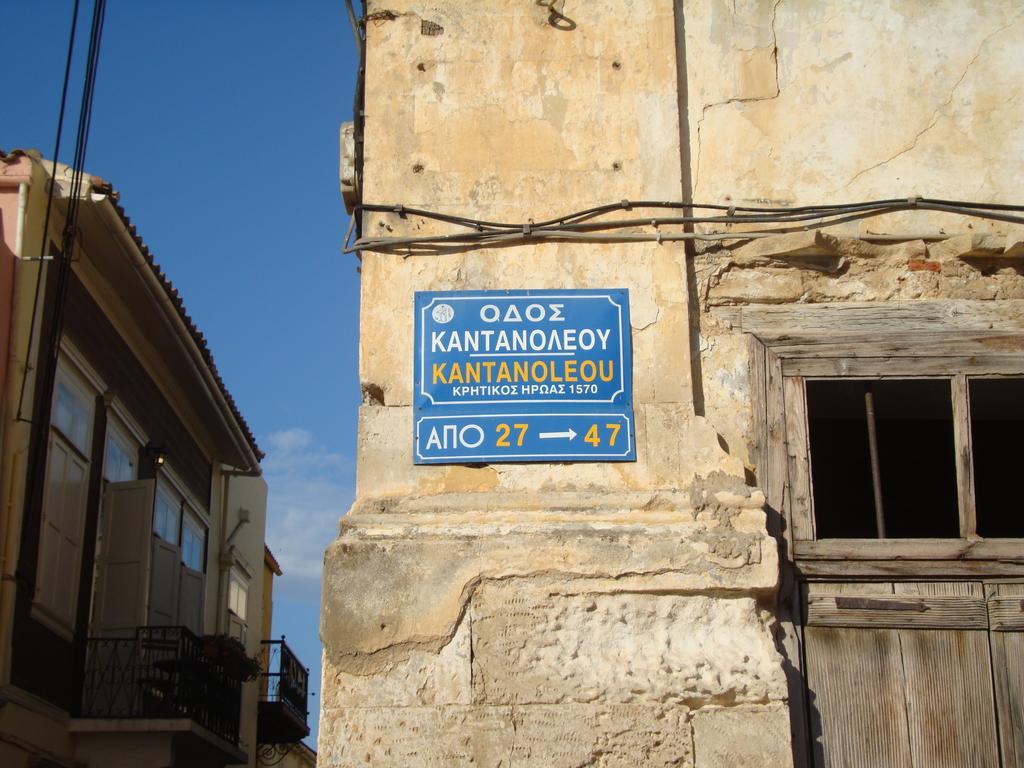 ΟΔΟΣ
ΚΑΝΤΑΝΟΛΕΟΥ
KANTANOLEOU
ΚΡΗΤΙΚΟΣ ΗΡΩΑΣ 1570
ΑΠΟ 27 → 47